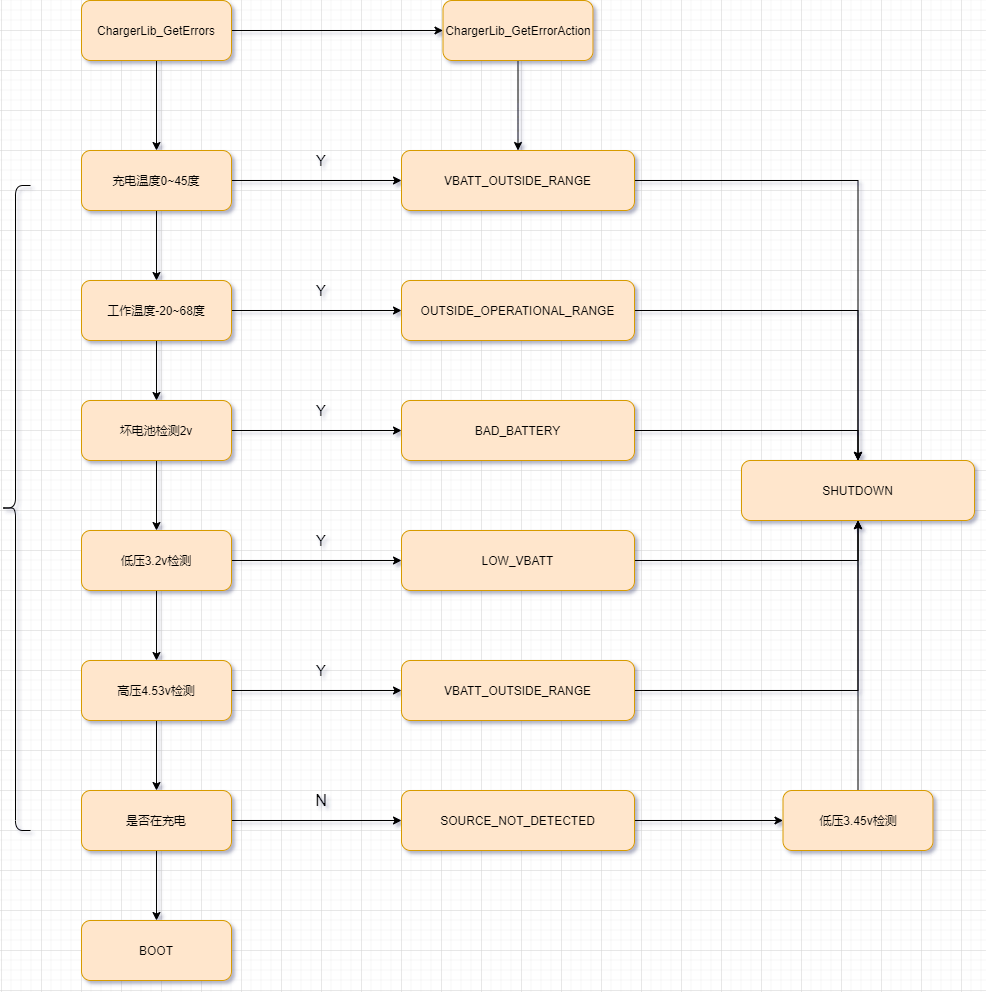 ChargerLib_GetErrors
ChargerLib_GetErrorAction
充电温度0~45度
Y
VBATT_OUTSIDE_RANGE
工作温度-20~68度
Y
OUTSIDE_OPERATIONAL_RANGE
坏电池检测2v
Y
BAD_BATTERY
SHUTDOWN
低压3.2v检测
Y
LOW_VBATT
高压4.53v检测
Y
VBATT_OUTSIDE_RANGE
是否在充电
N
SOURCE_NOT_DETECTED
低压3.45v检测
BOOT